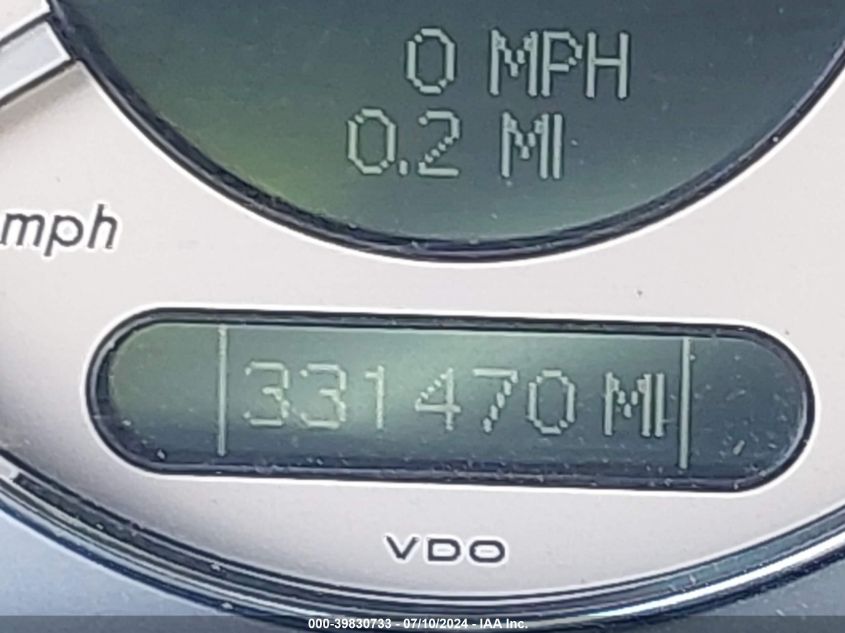 0 MPH
0.2 MI
mph
331470 MI
VDO
000-39830733 - 07/10/2024 - IAA Inc.